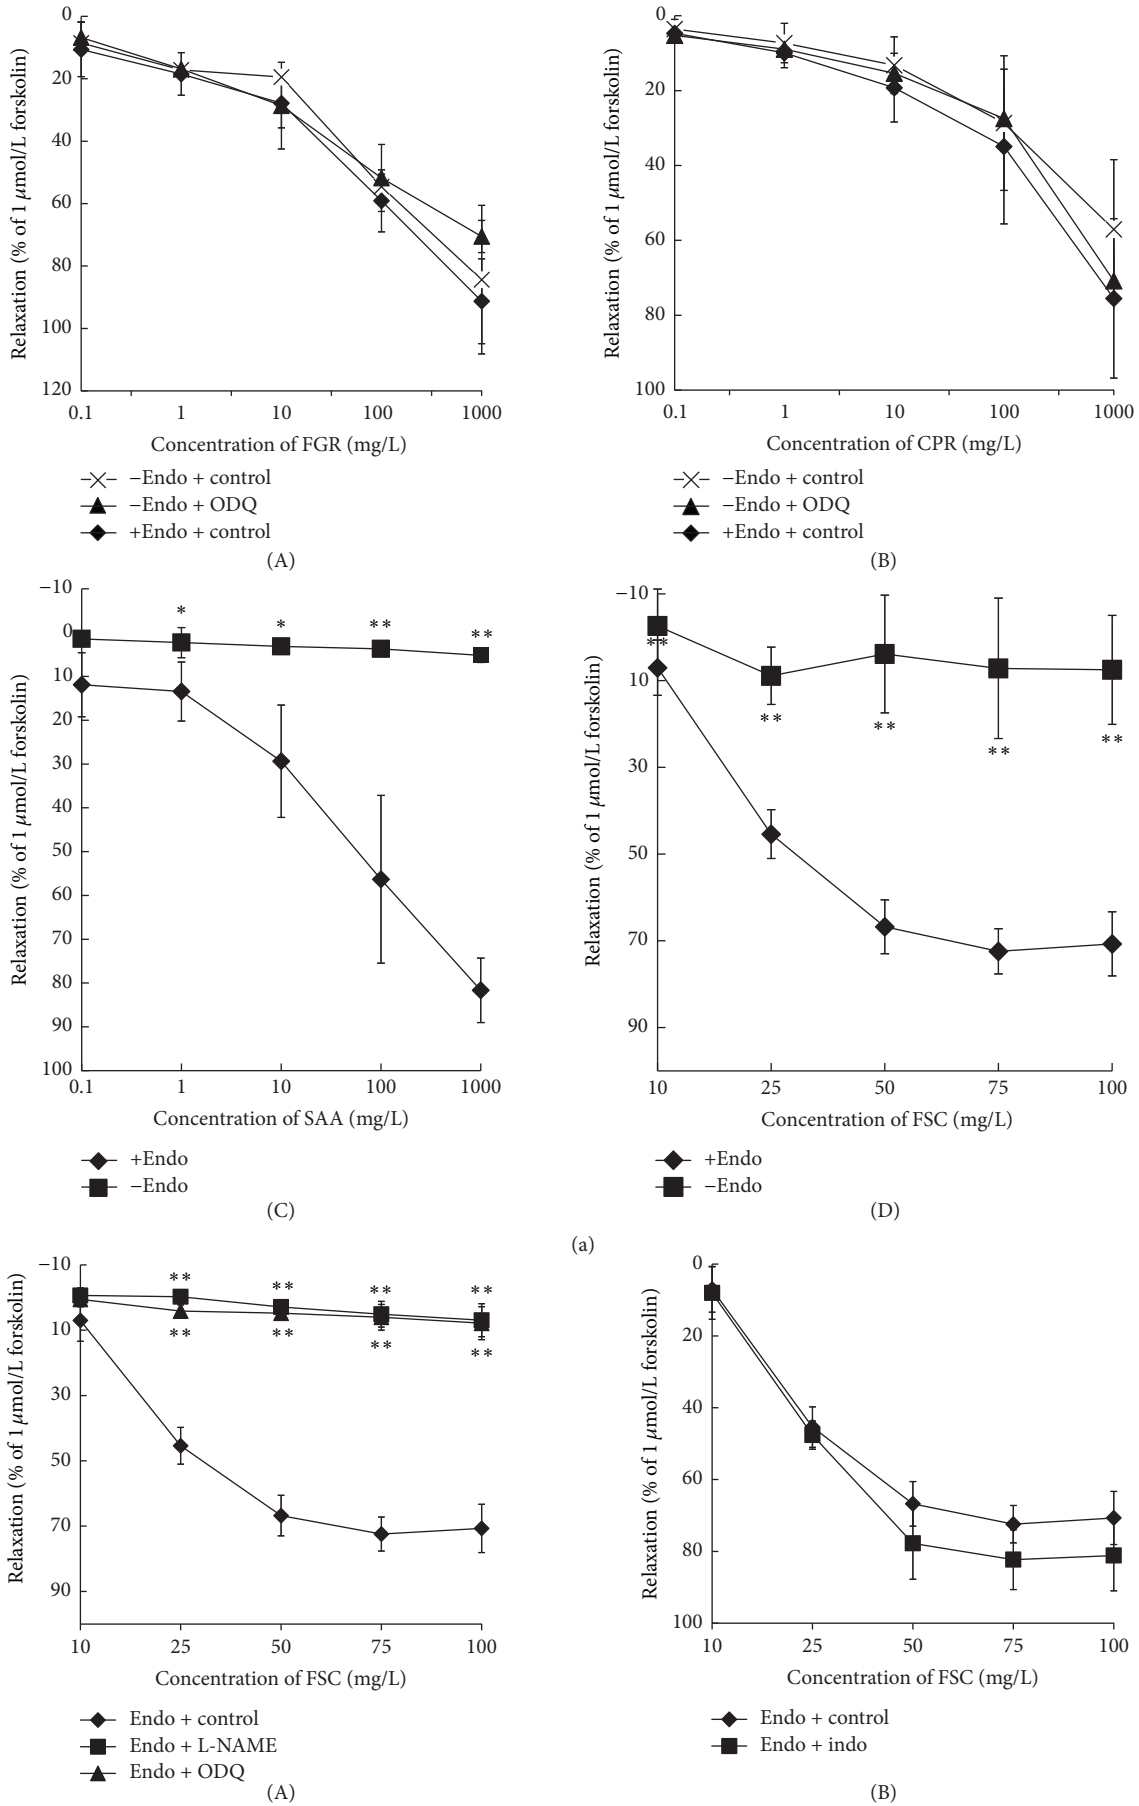 0
20
40
60
80
100
120
Relaxation (% of 1 μmol/L forskolin)
0.1 1 10 100 1000
Concentration of FGR (mg/L)
−Endo + control
−Endo + ODQ
+Endo + control
(A)
0
20
40
60
80
100
Relaxation (% of 1 μmol/L forskolin)
0.1 1 10 100 1000
Concentration of CPR (mg/L)
−Endo + control
−Endo + ODQ
+Endo + control
(B)
−10
0
10
20
30
40
50
60
70
80
90
100
Relaxation (% of 1 μmol/L forskolin)
* * ** **
0.1 1 10 100 1000
Concentration of SAA (mg/L)
+Endo
−Endo
(C)
−10
10
30
50
70
90
Relaxation (% of 1 μmol/L forskolin)
** ** ** ** **
10 25 50 75 100
Concentration of FSC (mg/L)
+Endo
−Endo
(D)
(a)
−10
10
30
50
70
90
Relaxation (% of 1 μmol/L forskolin)
** ** ** **
** ** ** **
10 25 50 75 100
Concentration of FSC (mg/L)
Endo + control
Endo + L-NAME
Endo + ODQ
(A)
0
20
40
60
80
100
Relaxation (% of 1 μmol/L forskolin)
10 25 50 75 100
Concentration of FSC (mg/L)
Endo + control
Endo + indo
(B)